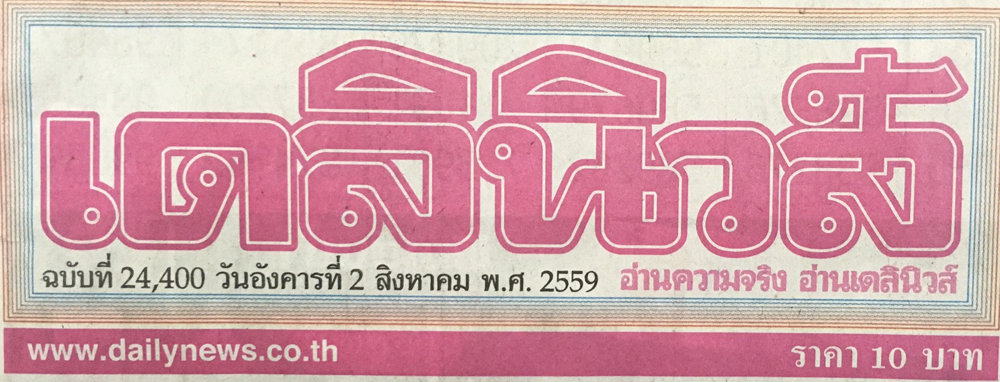 เดลินิวส์
ฉบับที่ 24,400 วันอังคารที่ 2 สิงหาคม พ.ศ. 2559 อ่านความจริง อ่านเดลินิวส์
www.dailynews.co.th ราคา 10 บาท